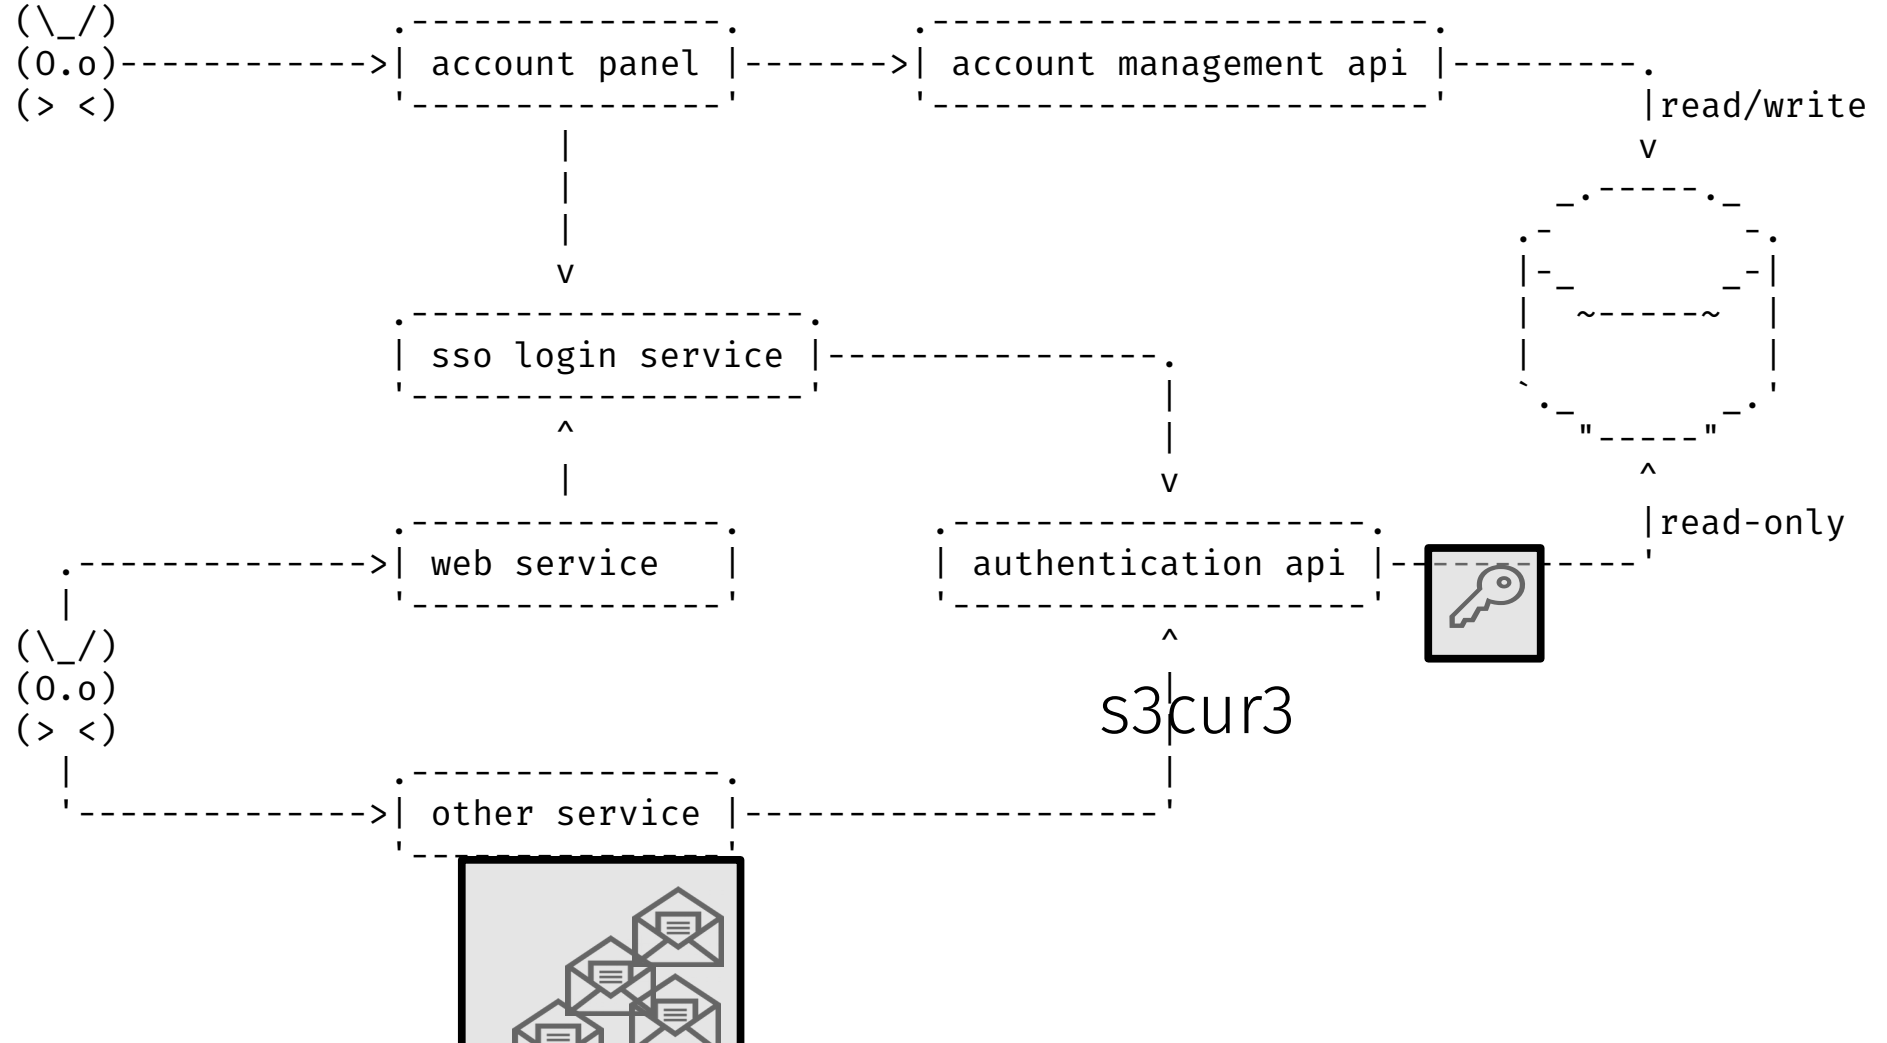 account panel
account management api
read/write
sso login service
web service
authentication api
read-only
s3cur3
other service